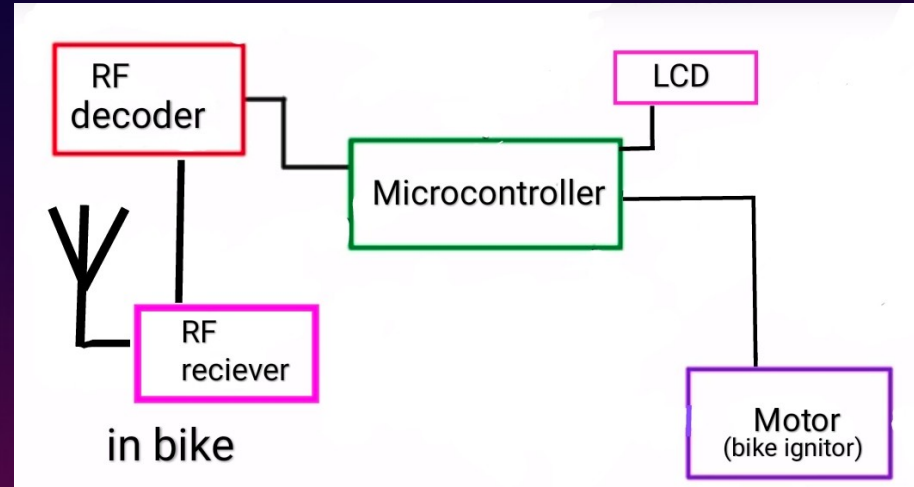 RF
decoder
LCD
Microcontroller
RF
reciever
in bike
Motor
(bike ignitor)